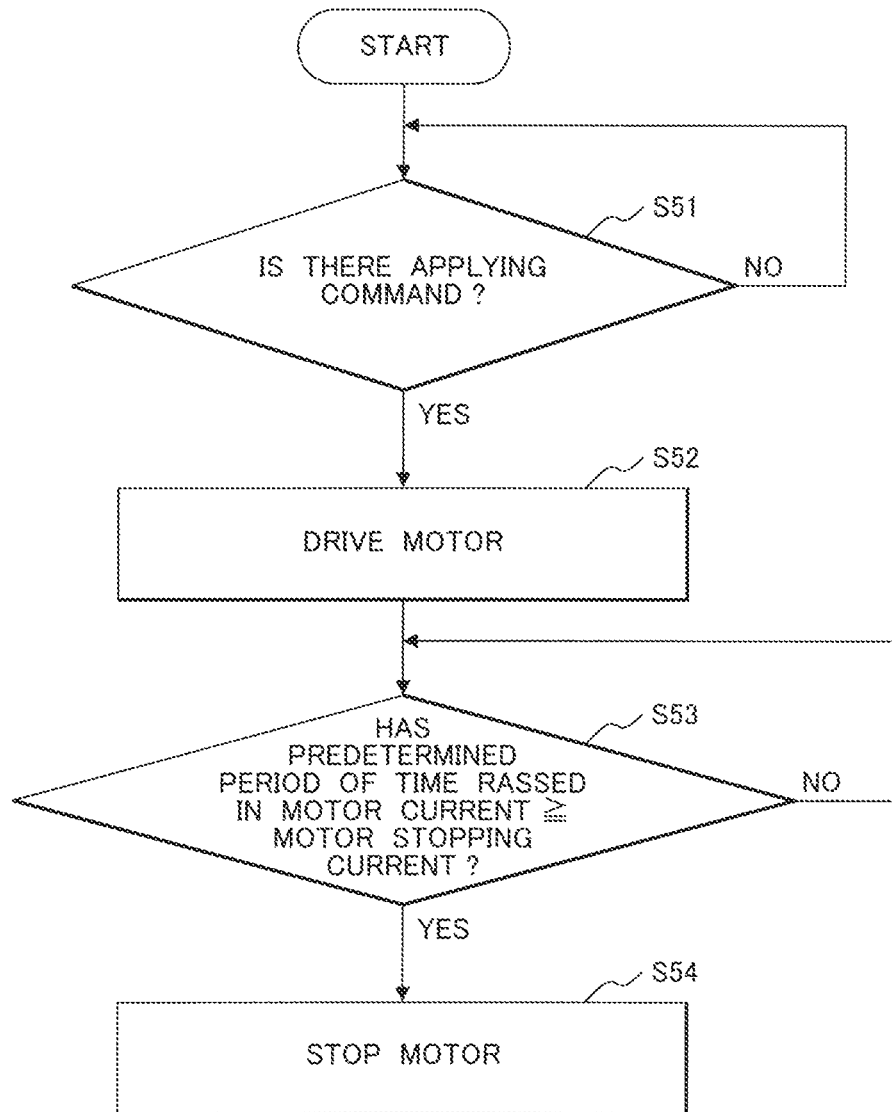 START
S51
IS THERE APPLYING
COMMAND ?
NO
YES
S52
DRIVE MOTOR
S53
HAS
PREDETERMINED
PERIOD OF TIME RASSED
IN MOTOR CURRENT ≧
MOTOR STOPPING
CURRENT ?
NO
YES
S54
STOP MOTOR